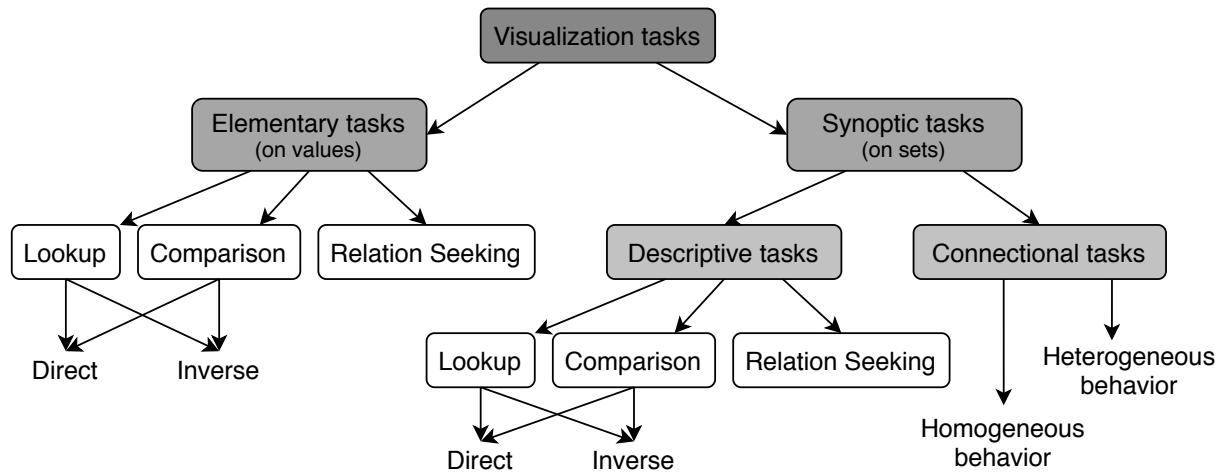 Visualization tasks
Elementary tasks
(on values)
Synoptic tasks
(on sets)
Lookup
Comparison
Relation Seeking
Descriptive tasks
Connectional tasks
Direct
Inverse
Lookup
Comparison
Relation Seeking
Heterogeneous
behavior
Direct
Inverse
Homogeneous
behavior